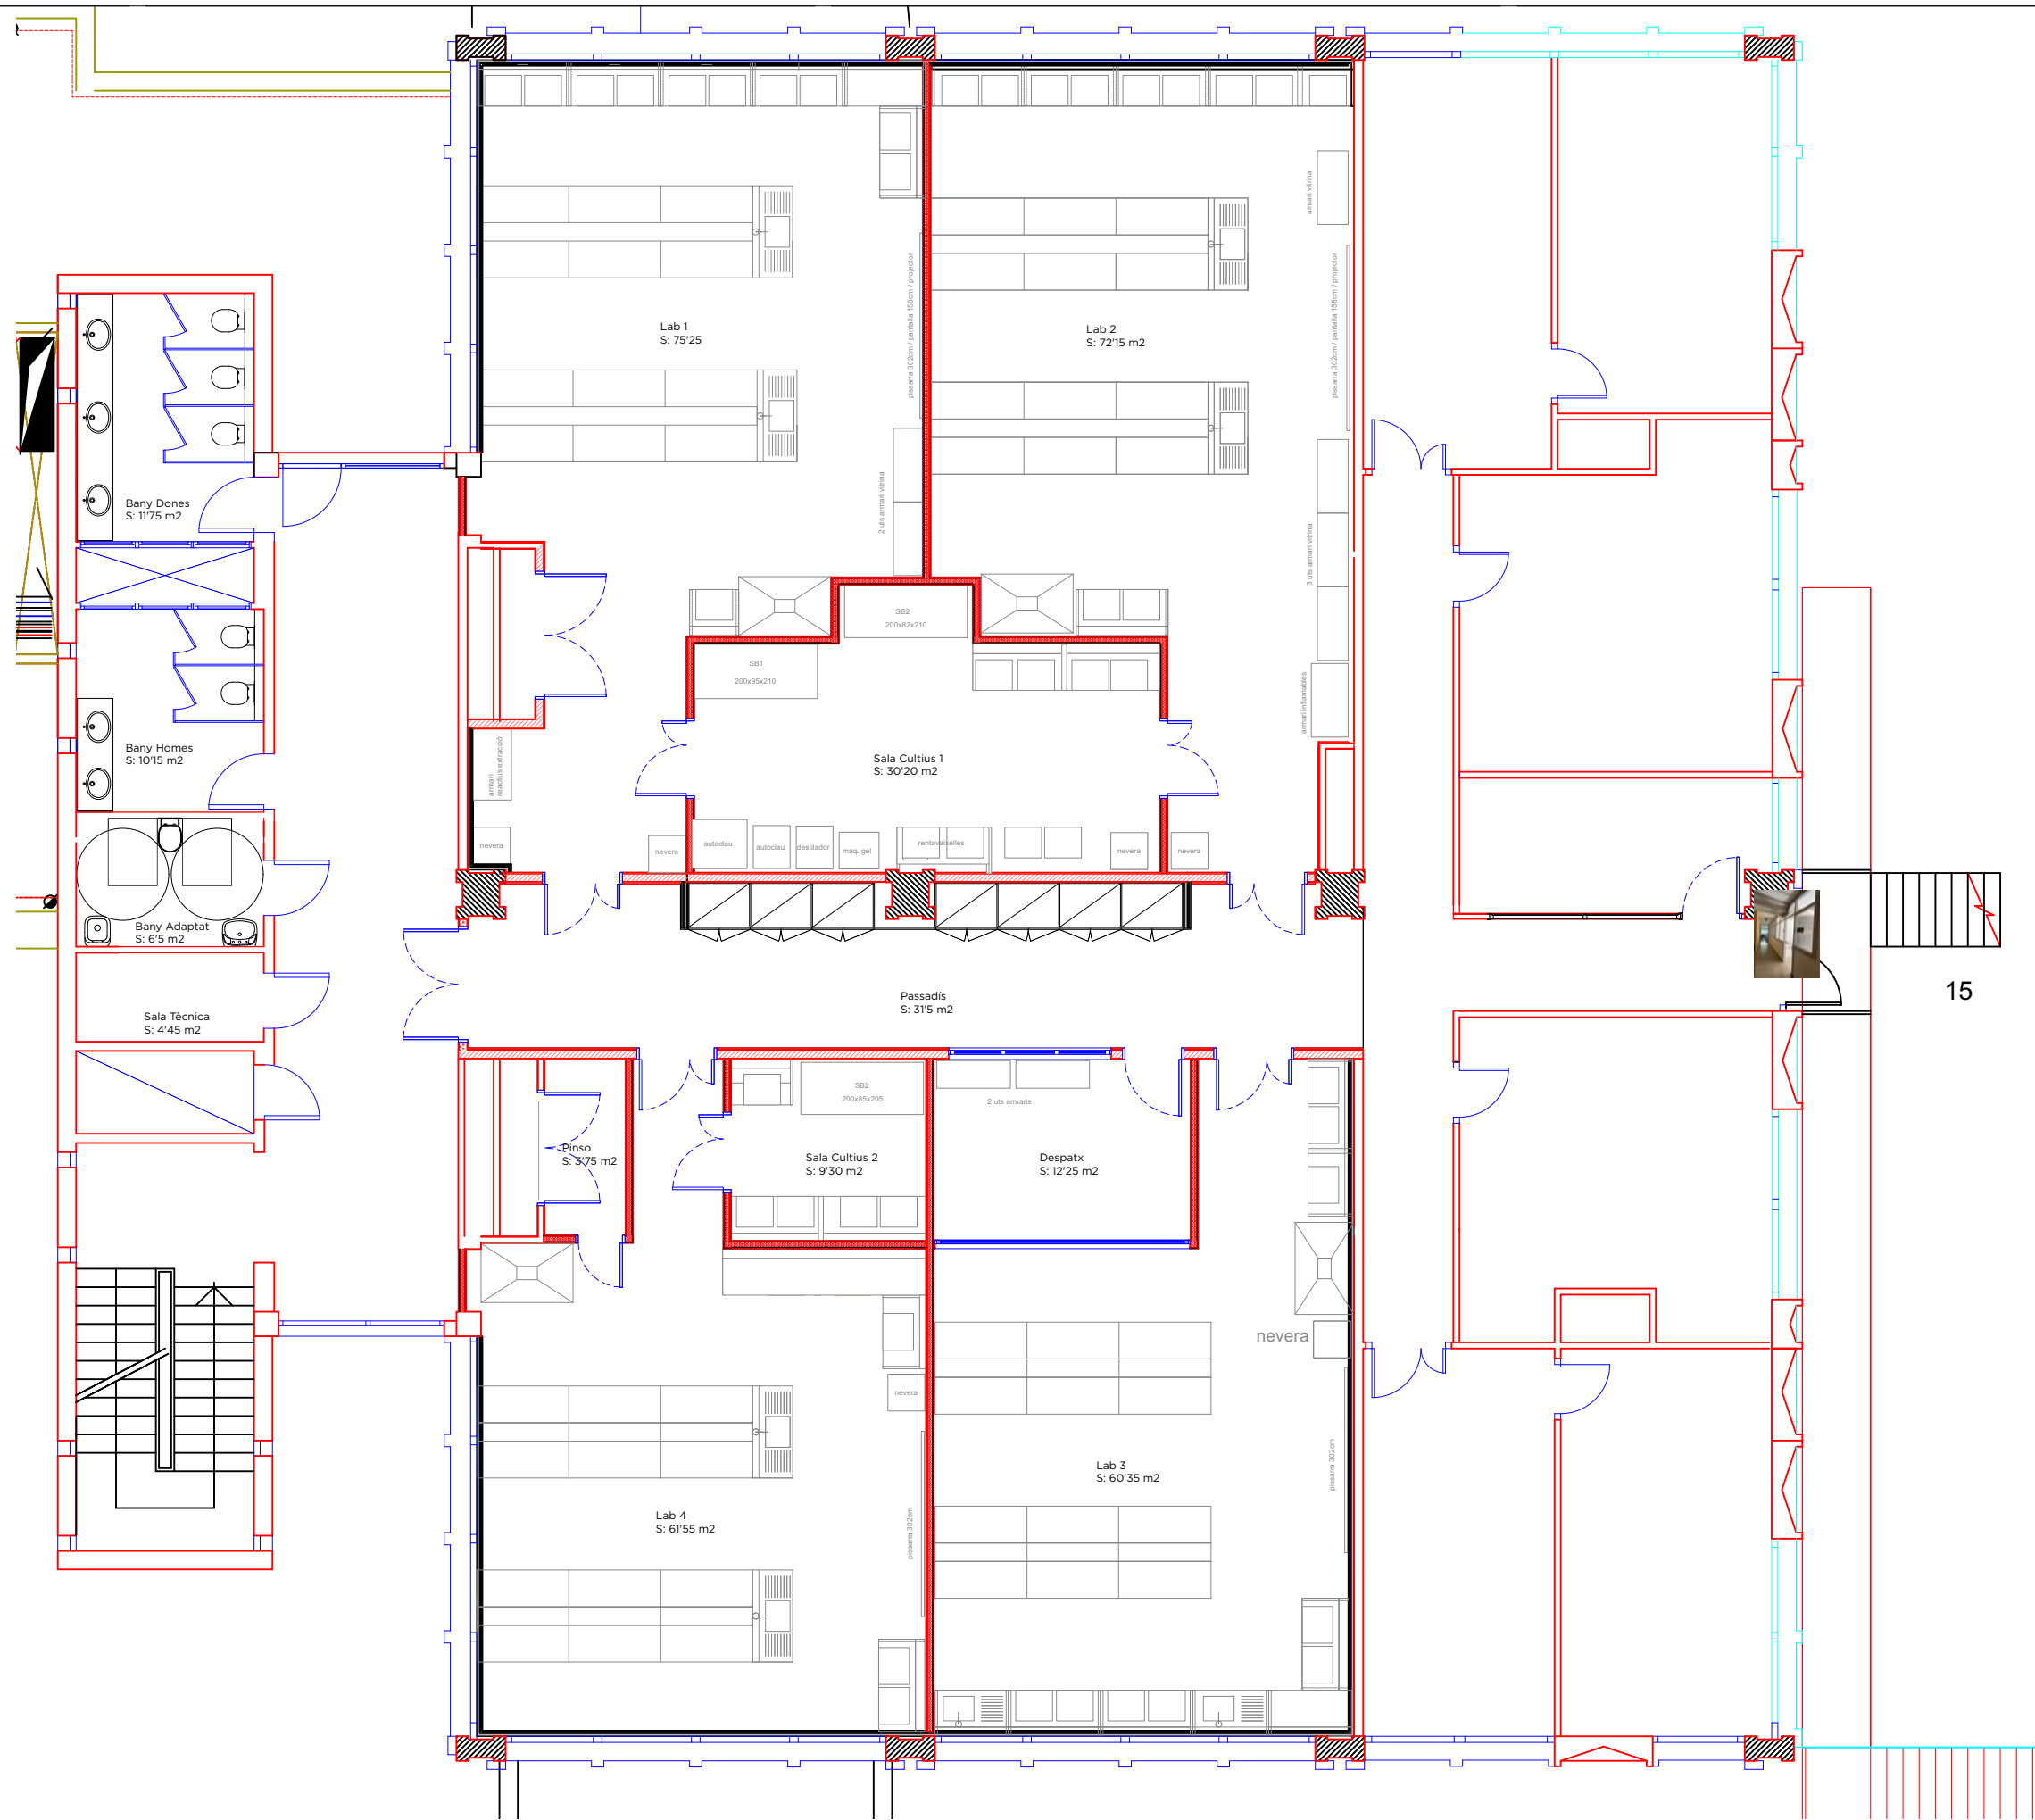 Lab 1
S: 75'25
pissarra 302cm / pantalla 158cm / projector
2 uts armari vitrina
Lab 2
S: 72'15 m2
armari vitrina
pissarra 302cm / pantalla 158cm / projector
3 uts armari vitrina
armari inflamables
Bany Dones
S: 11'75 m2
Bany Homes
S: 10'15 m2
Bany Adaptat
S: 6'5 m2
Sala Tècnica
S: 4'45 m2
SB2
200x82x210
SB1
200x95x210
Sala Cultius 1
S: 30'20 m2
armari
reactius extracció
nevera
nevera
autoclau
autoclau
destilador
maq. gel
rentavaixelles
nevera
nevera
Passadís
S: 31'5 m2
15
Pinso
S: 3'75 m2
SB2
200x85x205
Sala Cultius 2
S: 9'30 m2
2 uts armaris
Despatx
S: 12'25 m2
nevera
nevera
pissarra 302cm
Lab 3
S: 60'35 m2
Lab 4
S: 61'55 m2
pissarra 302cm